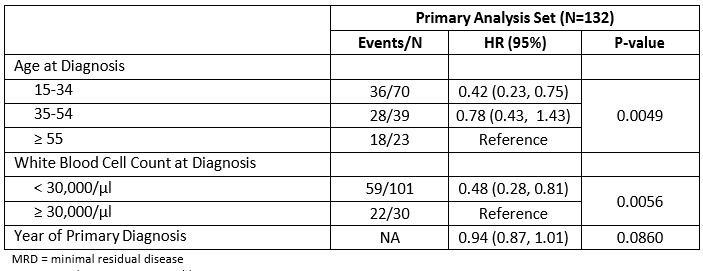 Primary Analysis Set (N=132)
Events/N HR (95%) P-value
Age at Diagnosis
15-34 36/70 0.42 (0.23, 0.75)
35-54 28/39 0.78 (0.43, 1.43) 0.0049
≥ 55 18/23 Reference
White Blood Cell Count at Diagnosis
< 30,000/µl 59/101 0.48 (0.28, 0.81) 0.0056
≥ 30,000/µl 22/30 Reference
Year of Primary Diagnosis NA 0.94 (0.87, 1.01) 0.0860
MRD = minimal residual disease